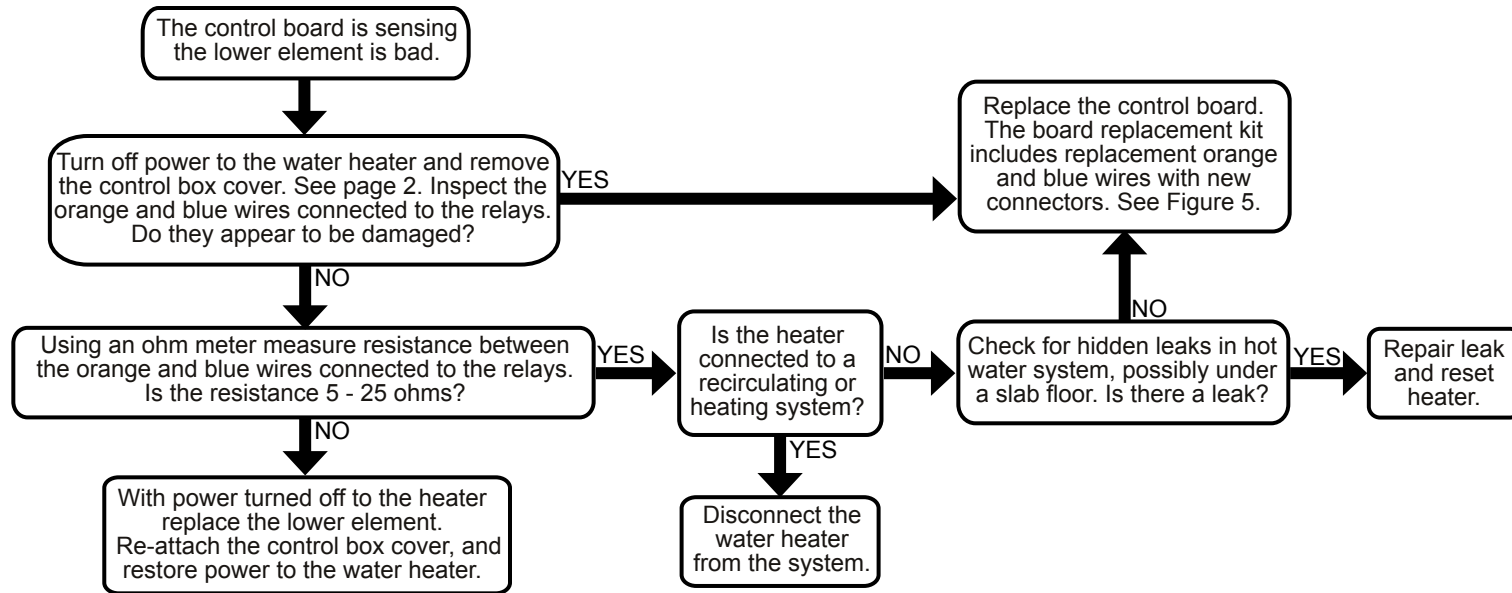 The control board is sensing
the lower element is bad.
Turn off power to the water heater and remove
the control box cover. See page 2. Inspect the
orange and blue wires connected to the relays.
Do they appear to be damaged?
YES
Replace the control board.
The board replacement kit
includes replacement orange
and blue wires with new
connectors. See Figure 5.
NO
Using an ohm meter measure resistance between
the orange and blue wires connected to the relays.
Is the resistance 5 - 25 ohms?
YES
Is the heater
connected to a
recirculating or
heating system?
NO
Check for hidden leaks in hot
water system, possibly under
a slab floor. Is there a leak?
NO
YES
Repair leak
and reset
heater.
NO
With power turned off to the heater
replace the lower element.
Re-attach the control box cover, and
restore power to the water heater.
YES
Disconnect the
water heater
from the system.